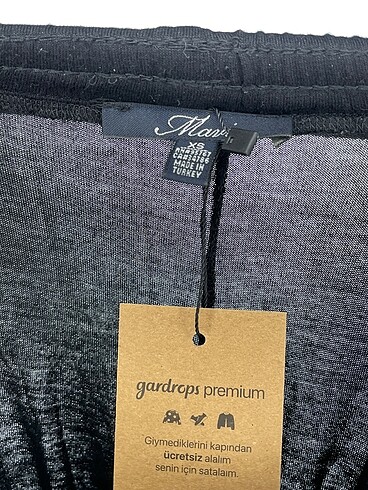 Mavi
XS
MADE IN
TURKEY
gardrops premium
Giymediklerini kapından
ücretsiz alalım
senin için satalım.